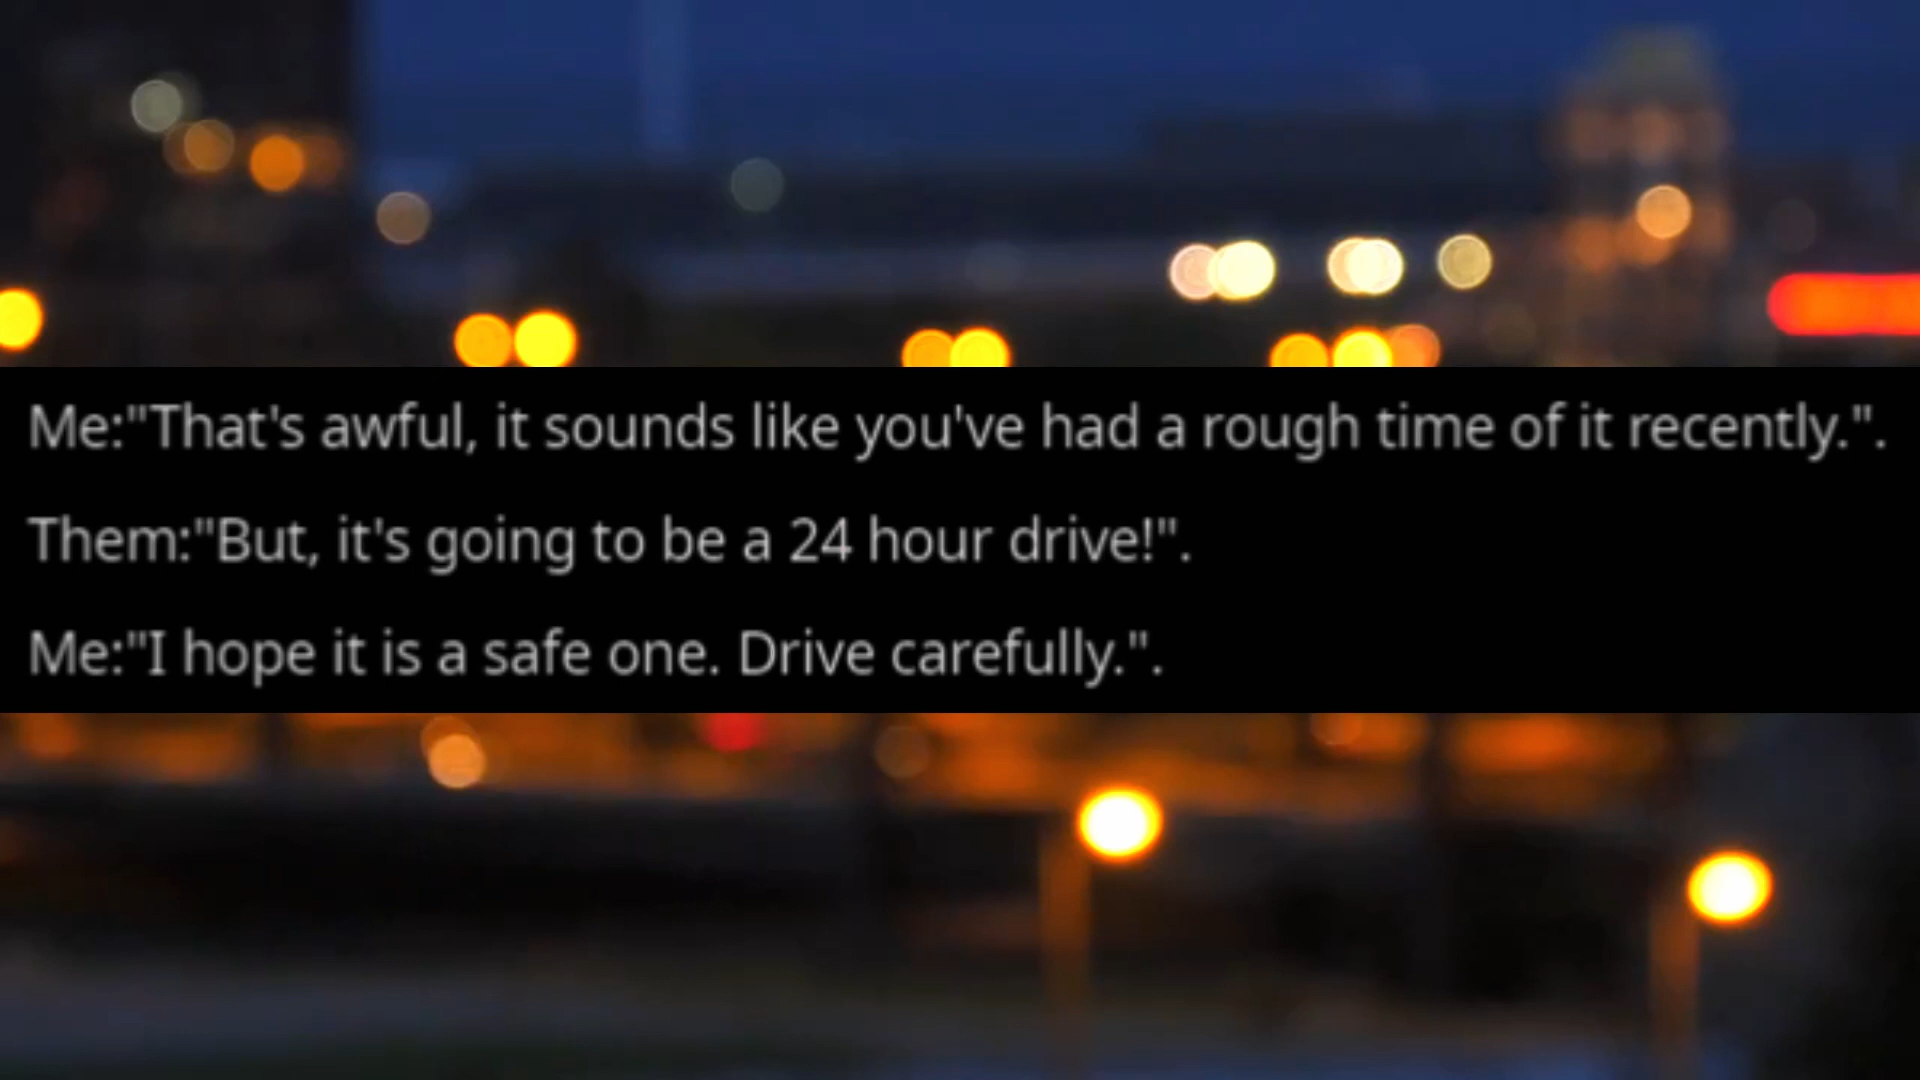 Me:"That's awful, it sounds like you've had a rough time of it recently.".
Them:"But, it's going to be a 24 hour drive!".
Me:"I hope it is a safe one. Drive carefully.".